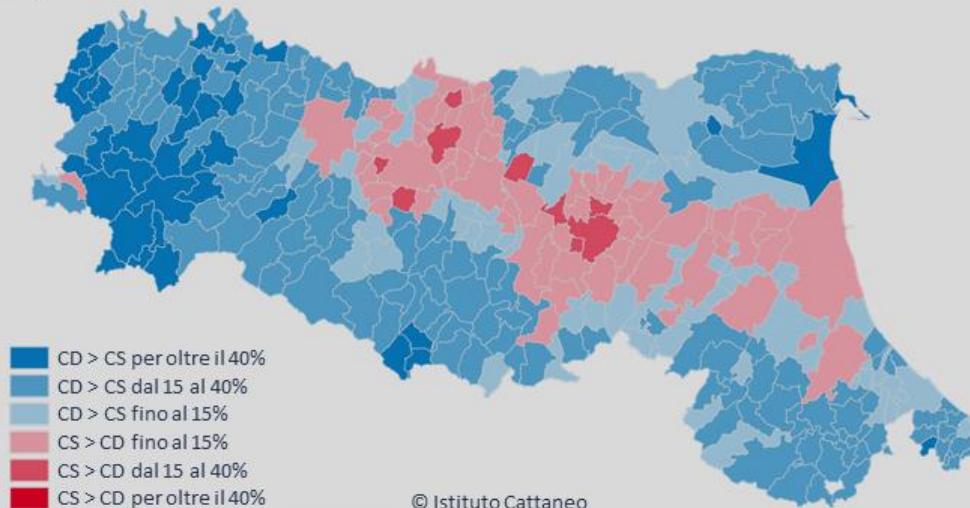 CD > CS per oltre il 40%
CD > CS dal 15 al 40%
CD > CS fino al 15%
CS > CD fino al 15%
CS > CD dal 15 al 40%
CS > CD per oltre il 40%
© Istituto Cattaneo